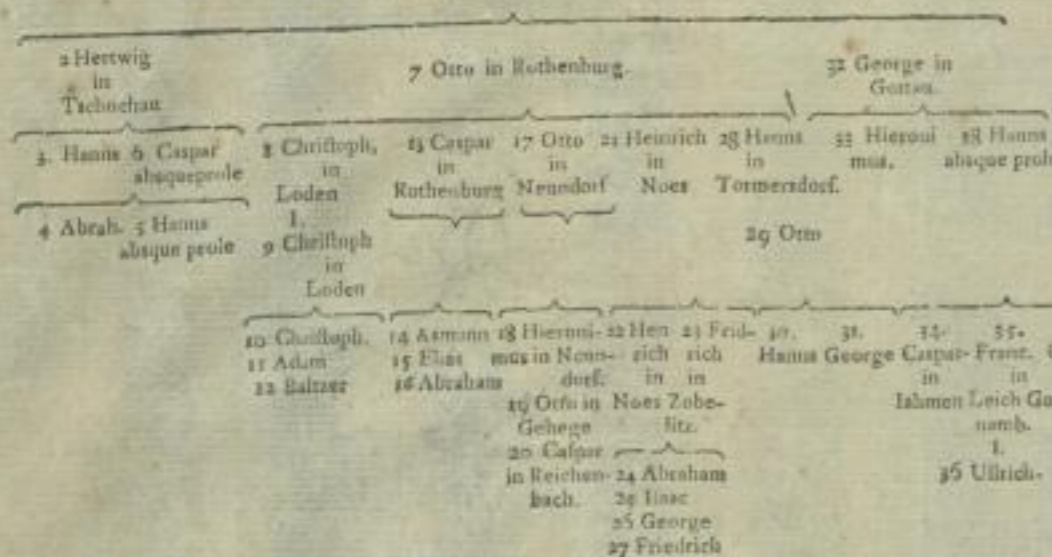 2 Hertwig
in
Tschochau
7 Otto in Rothenburg.
32 George in
3. Hanns 6 Caspar
absque prole
4 Abrah. 5 Hanns
absque prole
8 Christoph,
in
Loden
I.
9 Christoph
in
Loden
10 Christoph.
11 Adam
12 Baltzer
13 Caspar
in
Rothenburg
14 Asmann
15 Elias
16 Abraham
17 Otto
in
Nenndorf
18 Hieroni-
mus in Nenn-
dorf.
19 Otto in
Gehege
20 Caspar
in Reichen-
bach.
21 Heinrich
in
Noes
22 Hen
rich
in
Noes
23 Frid-
rich
in
Zobe-
litz.
24 Abraham
25 Isaac
26 George
27 Friedrich
28 Hanns
in
Tormersdorf.
29 Otto
30.
Hanns
31.
George
33 Hieroni
mus.
34.
Caspar
in
Iahmen
35.
Franz.
in
Leich
namb.
I.
36 Ullrich-
38 Hanns
absque prole